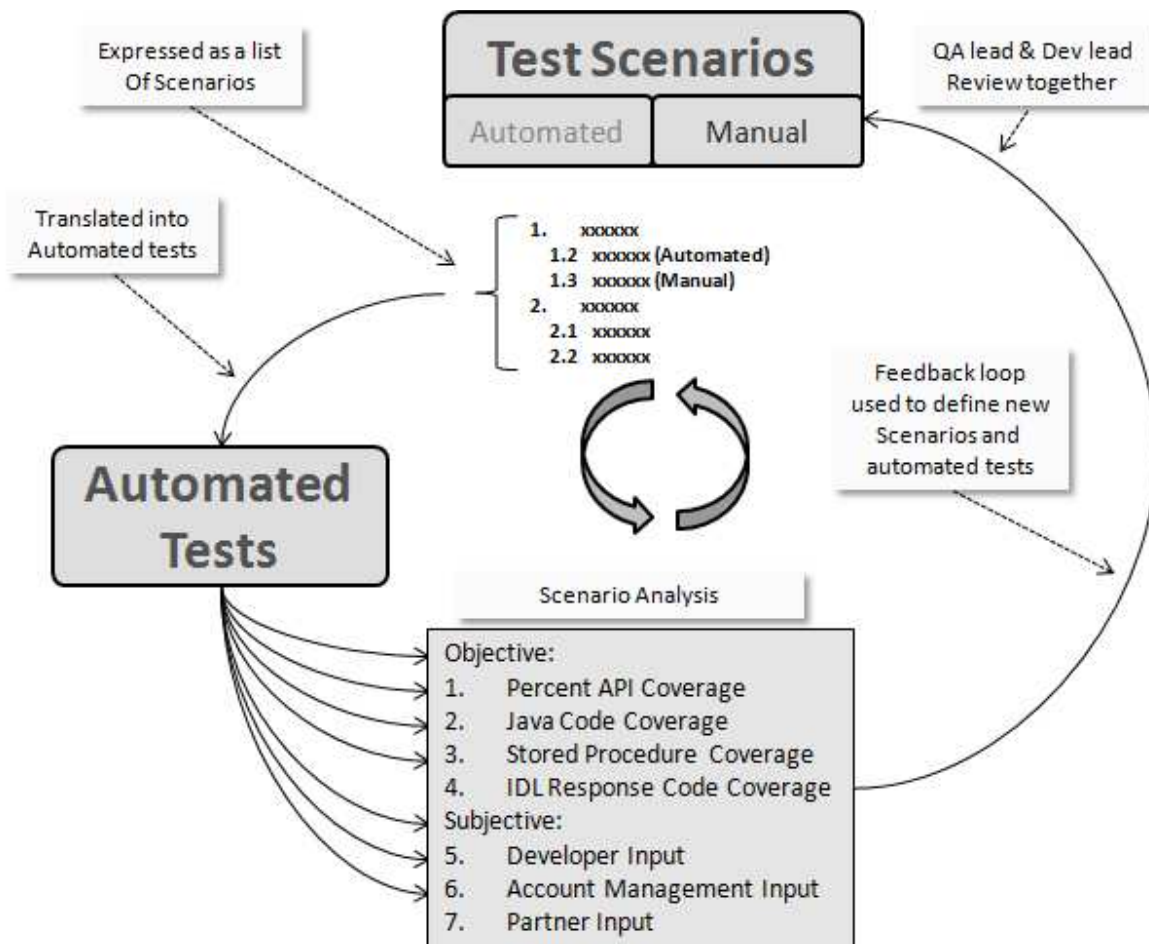 Expressed as a list
Of Scenarios
Test Scenarios
Automated
Manual
QA lead & Dev lead
Review together
Translated into
Automated tests
1. xxxxxx
1.2 xxxxxx (Automated)
1.3 xxxxxx (Manual)
2. xxxxxx
2.1 xxxxxx
2.2 xxxxxx
Feedback loop
used to define new
Scenarios and
automated tests
Automated
Tests
Scenario Analysis
Objective:
1. Percent API Coverage
2. Java Code Coverage
3. Stored Procedure Coverage
4. IDL Response Code Coverage
Subjective:
5. Developer Input
6. Account Management Input
7. Partner Input